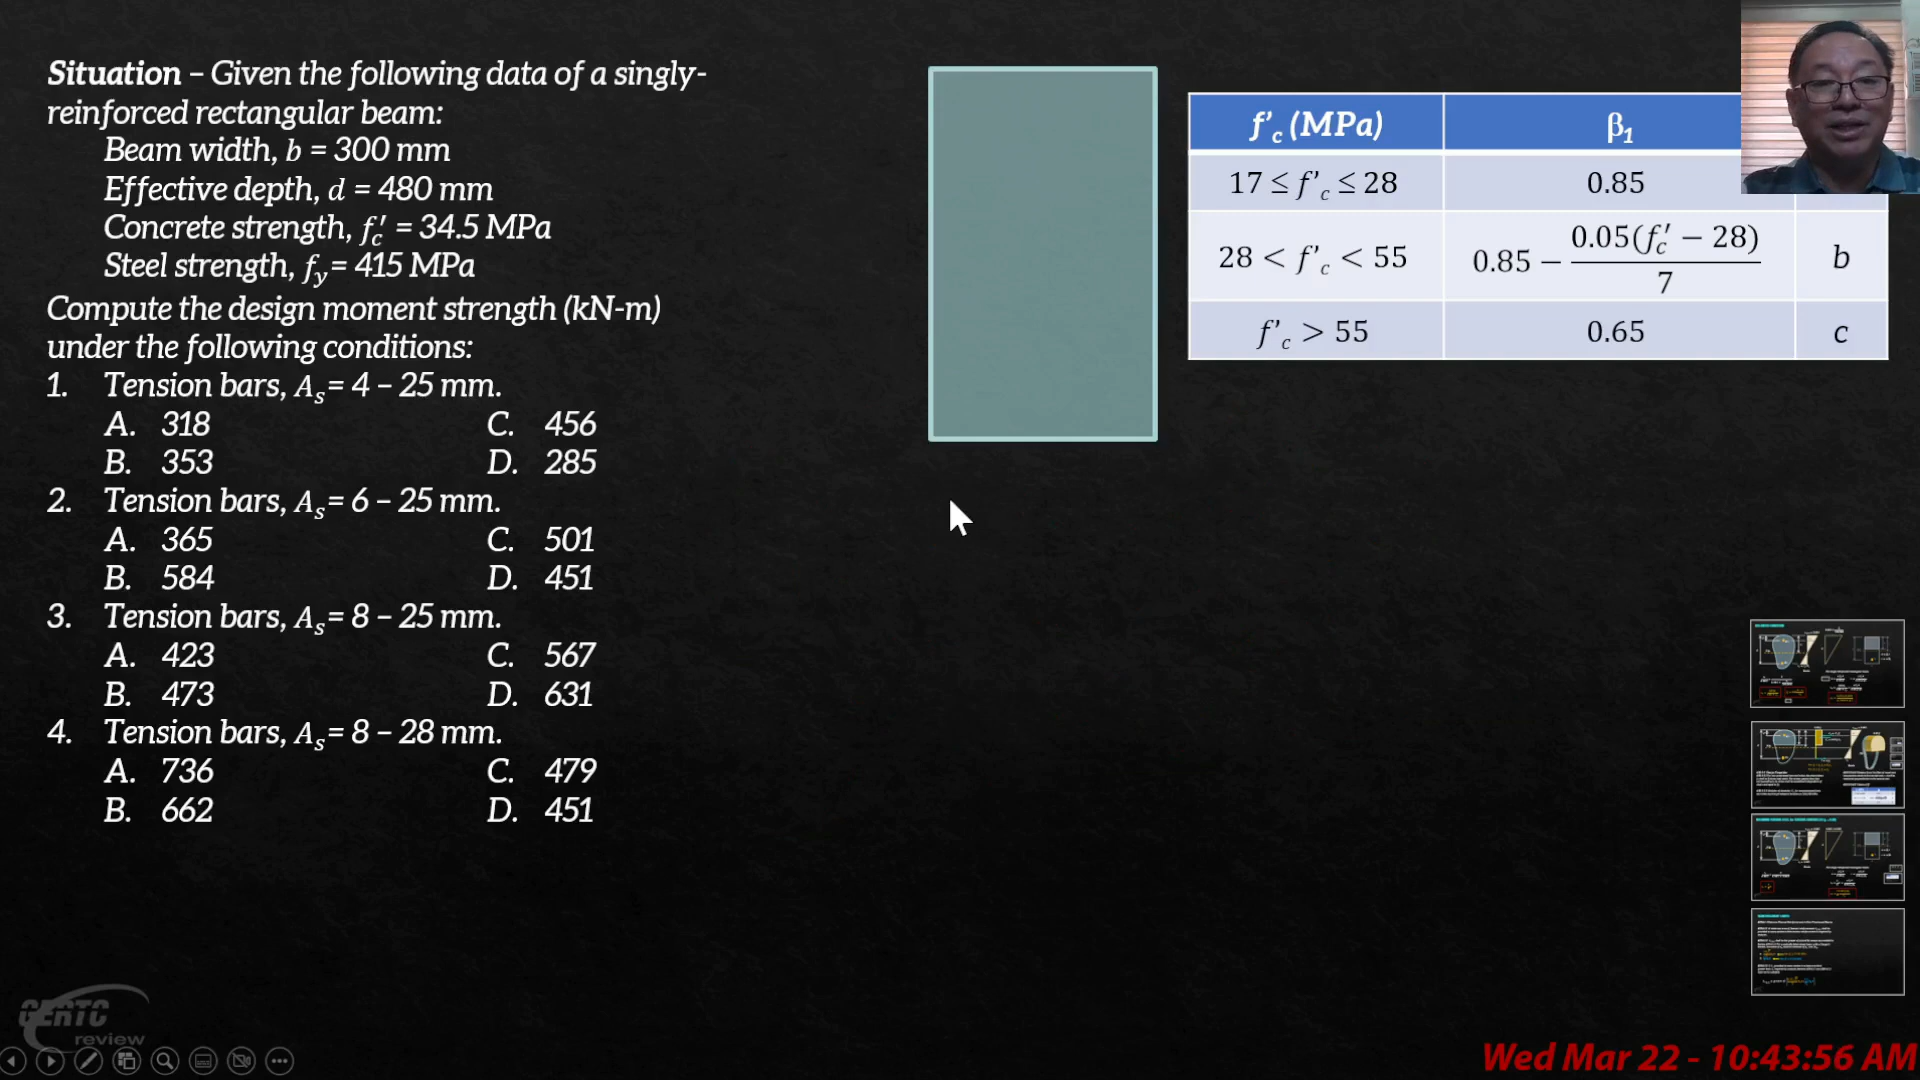 Situation – Given the following data of a singly-
reinforced rectangular beam:
Beam width, b = 300 mm
Effective depth, d = 480 mm
Concrete strength, f′c = 34.5 MPa
Steel strength, fy = 415 MPa
Compute the design moment strength (kN-m)
under the following conditions:
1. Tension bars, As = 4 – 25 mm.
A. 318 C. 456
B. 353 D. 285
2. Tension bars, As = 6 – 25 mm.
A. 365 C. 501
B. 584 D. 451
3. Tension bars, As = 8 – 25 mm.
A. 423 C. 567
B. 473 D. 631
4. Tension bars, As = 8 – 28 mm.
A. 736 C. 479
B. 662 D. 451
f'c (MPa) β1
17 ≤ f'c ≤ 28 0.85
28 < f'c < 55 0.85 − 0.05(f′c − 28)/7 b
f'c > 55 0.65 c
GERTC
review
Wed Mar 22 - 10:43:56 AM